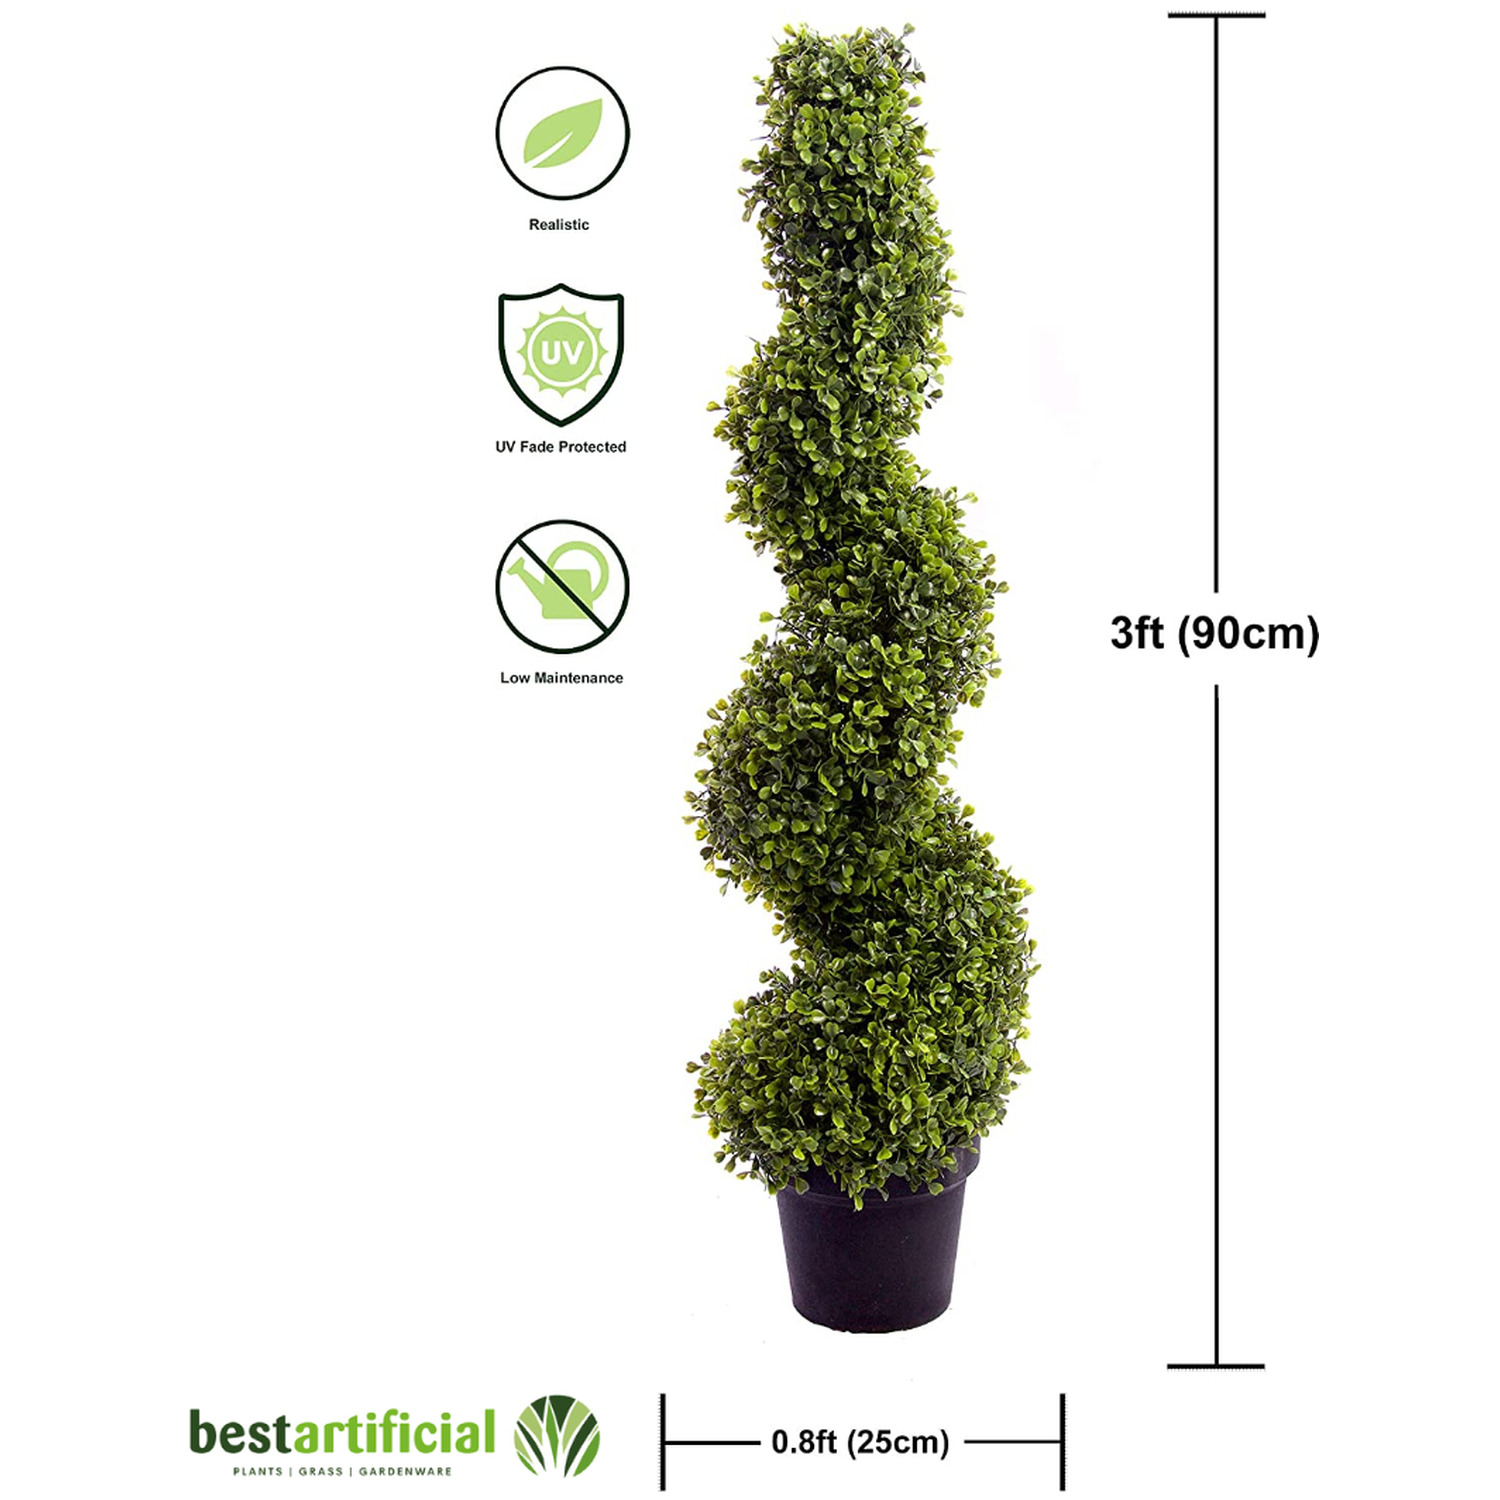 Realistic
UV
UV Fade Protected
Low Maintenance
3ft (90cm)
0.8ft (25cm)
bestartificial
PLANTS | GRASS | GARDENWARE